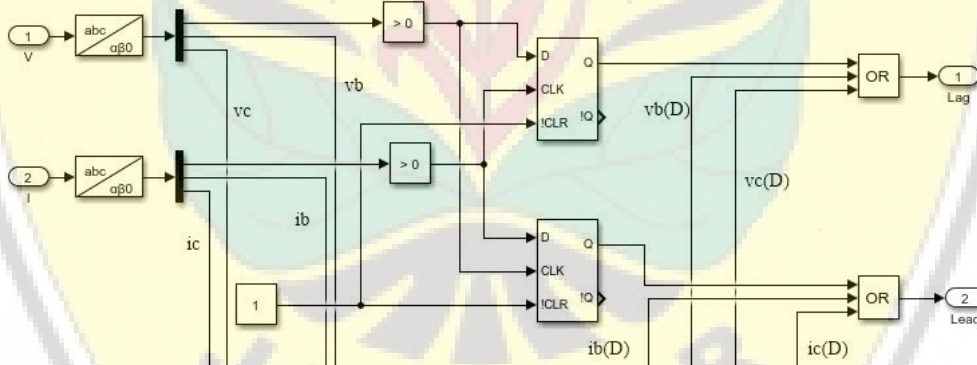 1
V
abc
αβ0
> 0
D
CLK
!CLR
Q
!Q
OR
1
Lag
vb
vc
vb(D)
vc(D)
2
I
abc
αβ0
> 0
ib
ic
1
D
CLK
!CLR
Q
!Q
OR
2
Lead
ib(D)
ic(D)